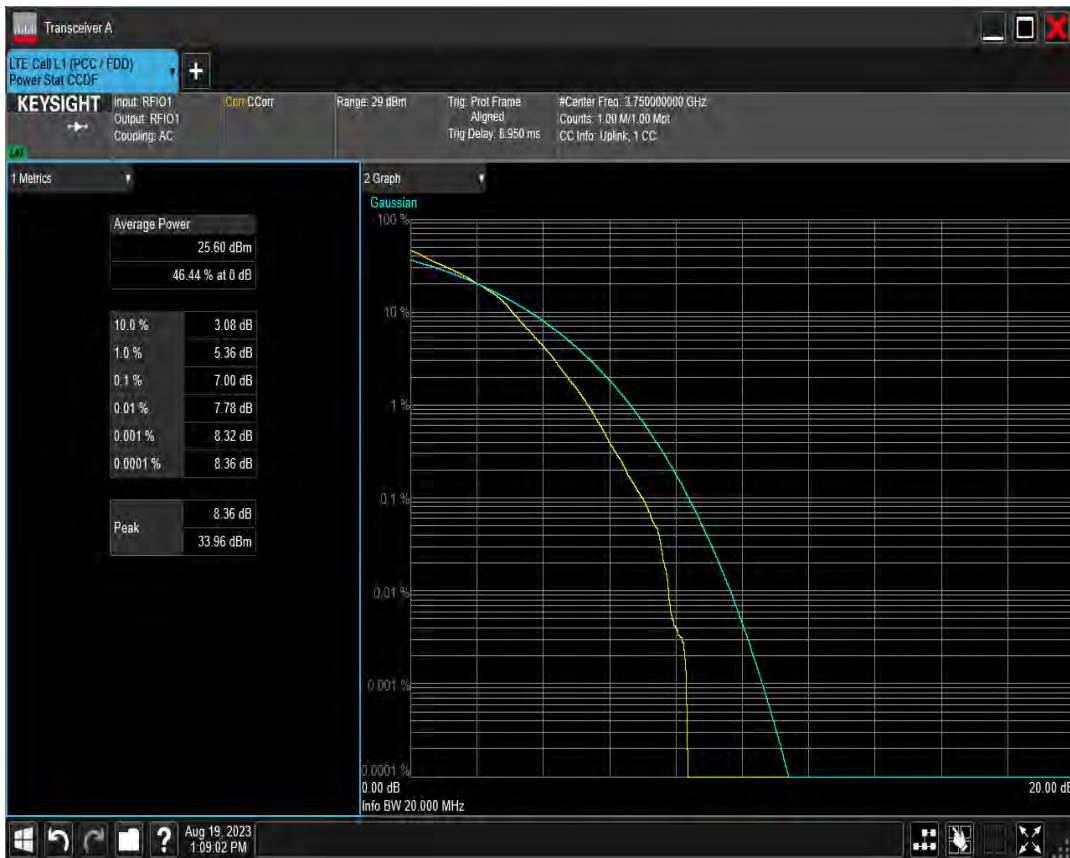 Transceiver A
LTE Cell L1 (PCC / FDD)
Power Stat CCDF
KEYSIGHT
Input: RFIO1
Output: RFIO1
Coupling: AC
Corr CCorr
Range: 29 dBm
Trig: Prot Frame
Aligned
Trig Delay: 8.950 ms
#Center Freq: 3.750000000 GHz
Counts: 1.00 M/1.00 Mpt
CC Info: Uplink, 1 CC
1 Metrics
Average Power
25.60 dBm
46.44 % at 0 dB
10.0 % 3.08 dB
1.0 % 5.36 dB
0.1 % 7.00 dB
0.01 % 7.78 dB
0.001 % 8.32 dB
0.0001 % 8.36 dB
Peak
8.36 dB
33.96 dBm
2 Graph
Gaussian
100 %
10 %
1 %
0.1 %
0.01 %
0.001 %
0.0001 %
0.00 dB
20.00 dB
Info BW 20.000 MHz
Aug 19, 2023
1:09:02 PM